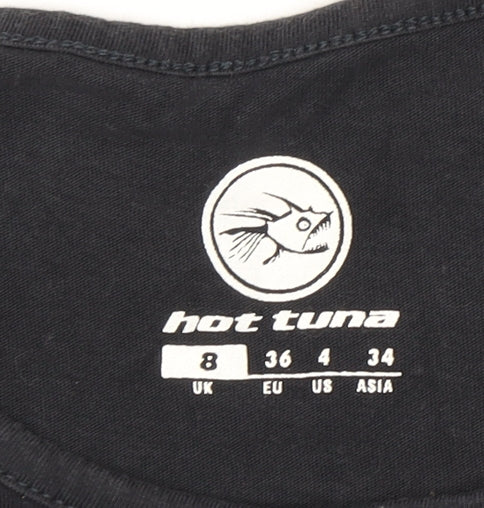 hot tuna
8 36 4 34
UK EU US ASIA